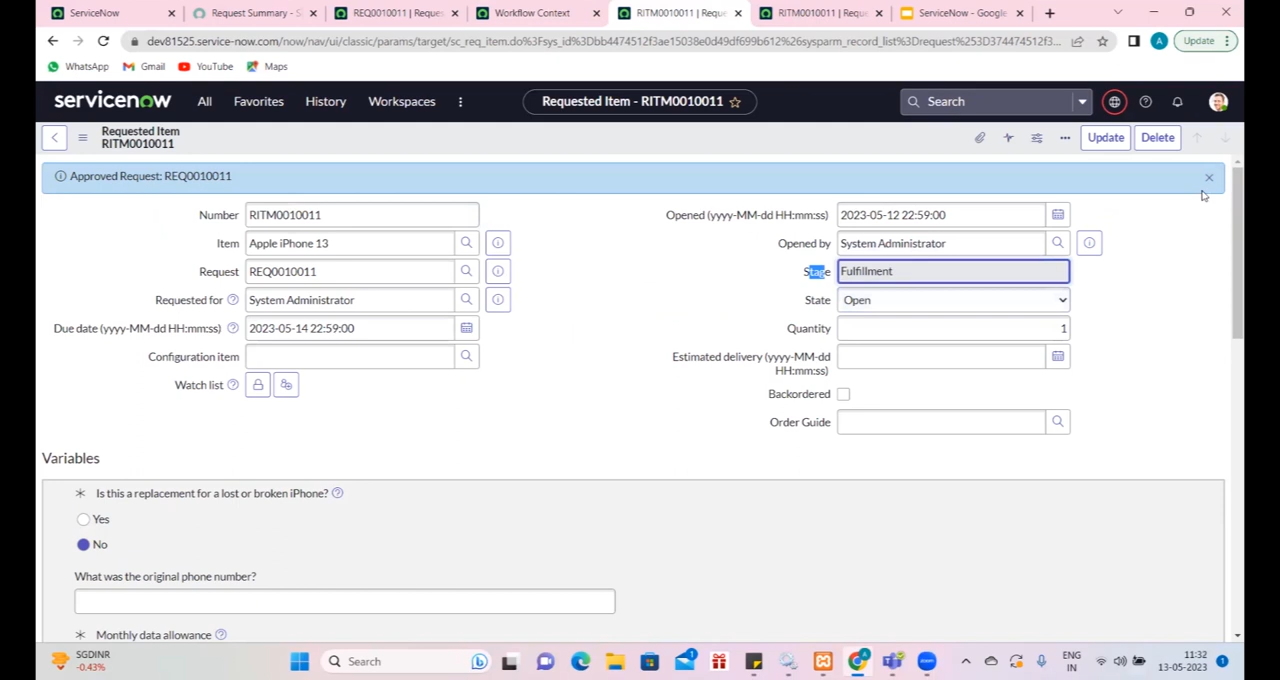 ServiceNow
Request Summary - S
REQ0010011 | Reques
Workflow Context
RITM0010011 | Reque
RITM0010011 | Reque
ServiceNow - Google
dev81525.service-now.com/now/nav/ui/classic/params/target/sc_req_item.do%3Fsys_id%3Dbb4474512f3ae15038e0d49df699b612%26sysparm_record_list%3Drequest%253D374474512f3...
A
Update
WhatsApp
Gmail
YouTube
Maps
servicenow
All
Favorites
History
Workspaces
Requested Item - RITM0010011
Search
Requested Item
RITM0010011
Update
Delete
Approved Request: REQ0010011
Number
RITM0010011
Item
Apple iPhone 13
Request
REQ0010011
Requested for
System Administrator
Due date (yyyy-MM-dd HH:mm:ss)
2023-05-14 22:59:00
Configuration item
Watch list
Opened (yyyy-MM-dd HH:mm:ss)
2023-05-12 22:59:00
Opened by
System Administrator
Stage
Fulfillment
State
Open
Quantity
1
Estimated delivery (yyyy-MM-dd
HH:mm:ss)
Backordered
Order Guide
Variables
Is this a replacement for a lost or broken iPhone?
Yes
No
What was the original phone number?
Monthly data allowance
SGDINR
-0.43%
Search
1
ENG
IN
11:32
13-05-2023
1